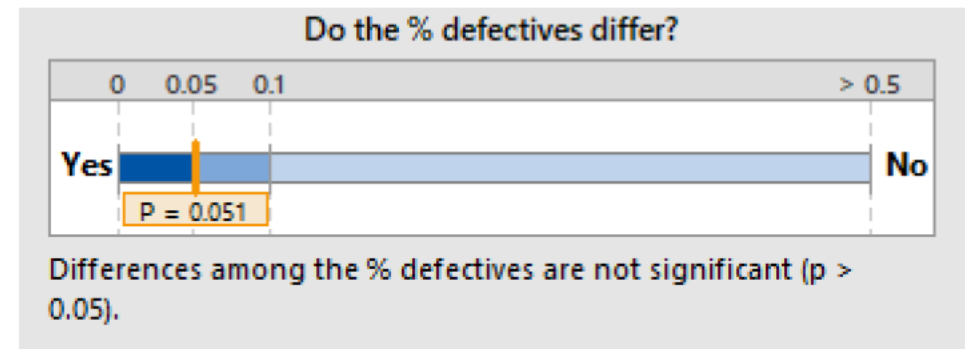 Do the % defectives differ?
0 0.05 0.1 > 0.5
Yes No
P = 0.051
Differences among the % defectives are not significant (p >
0.05).